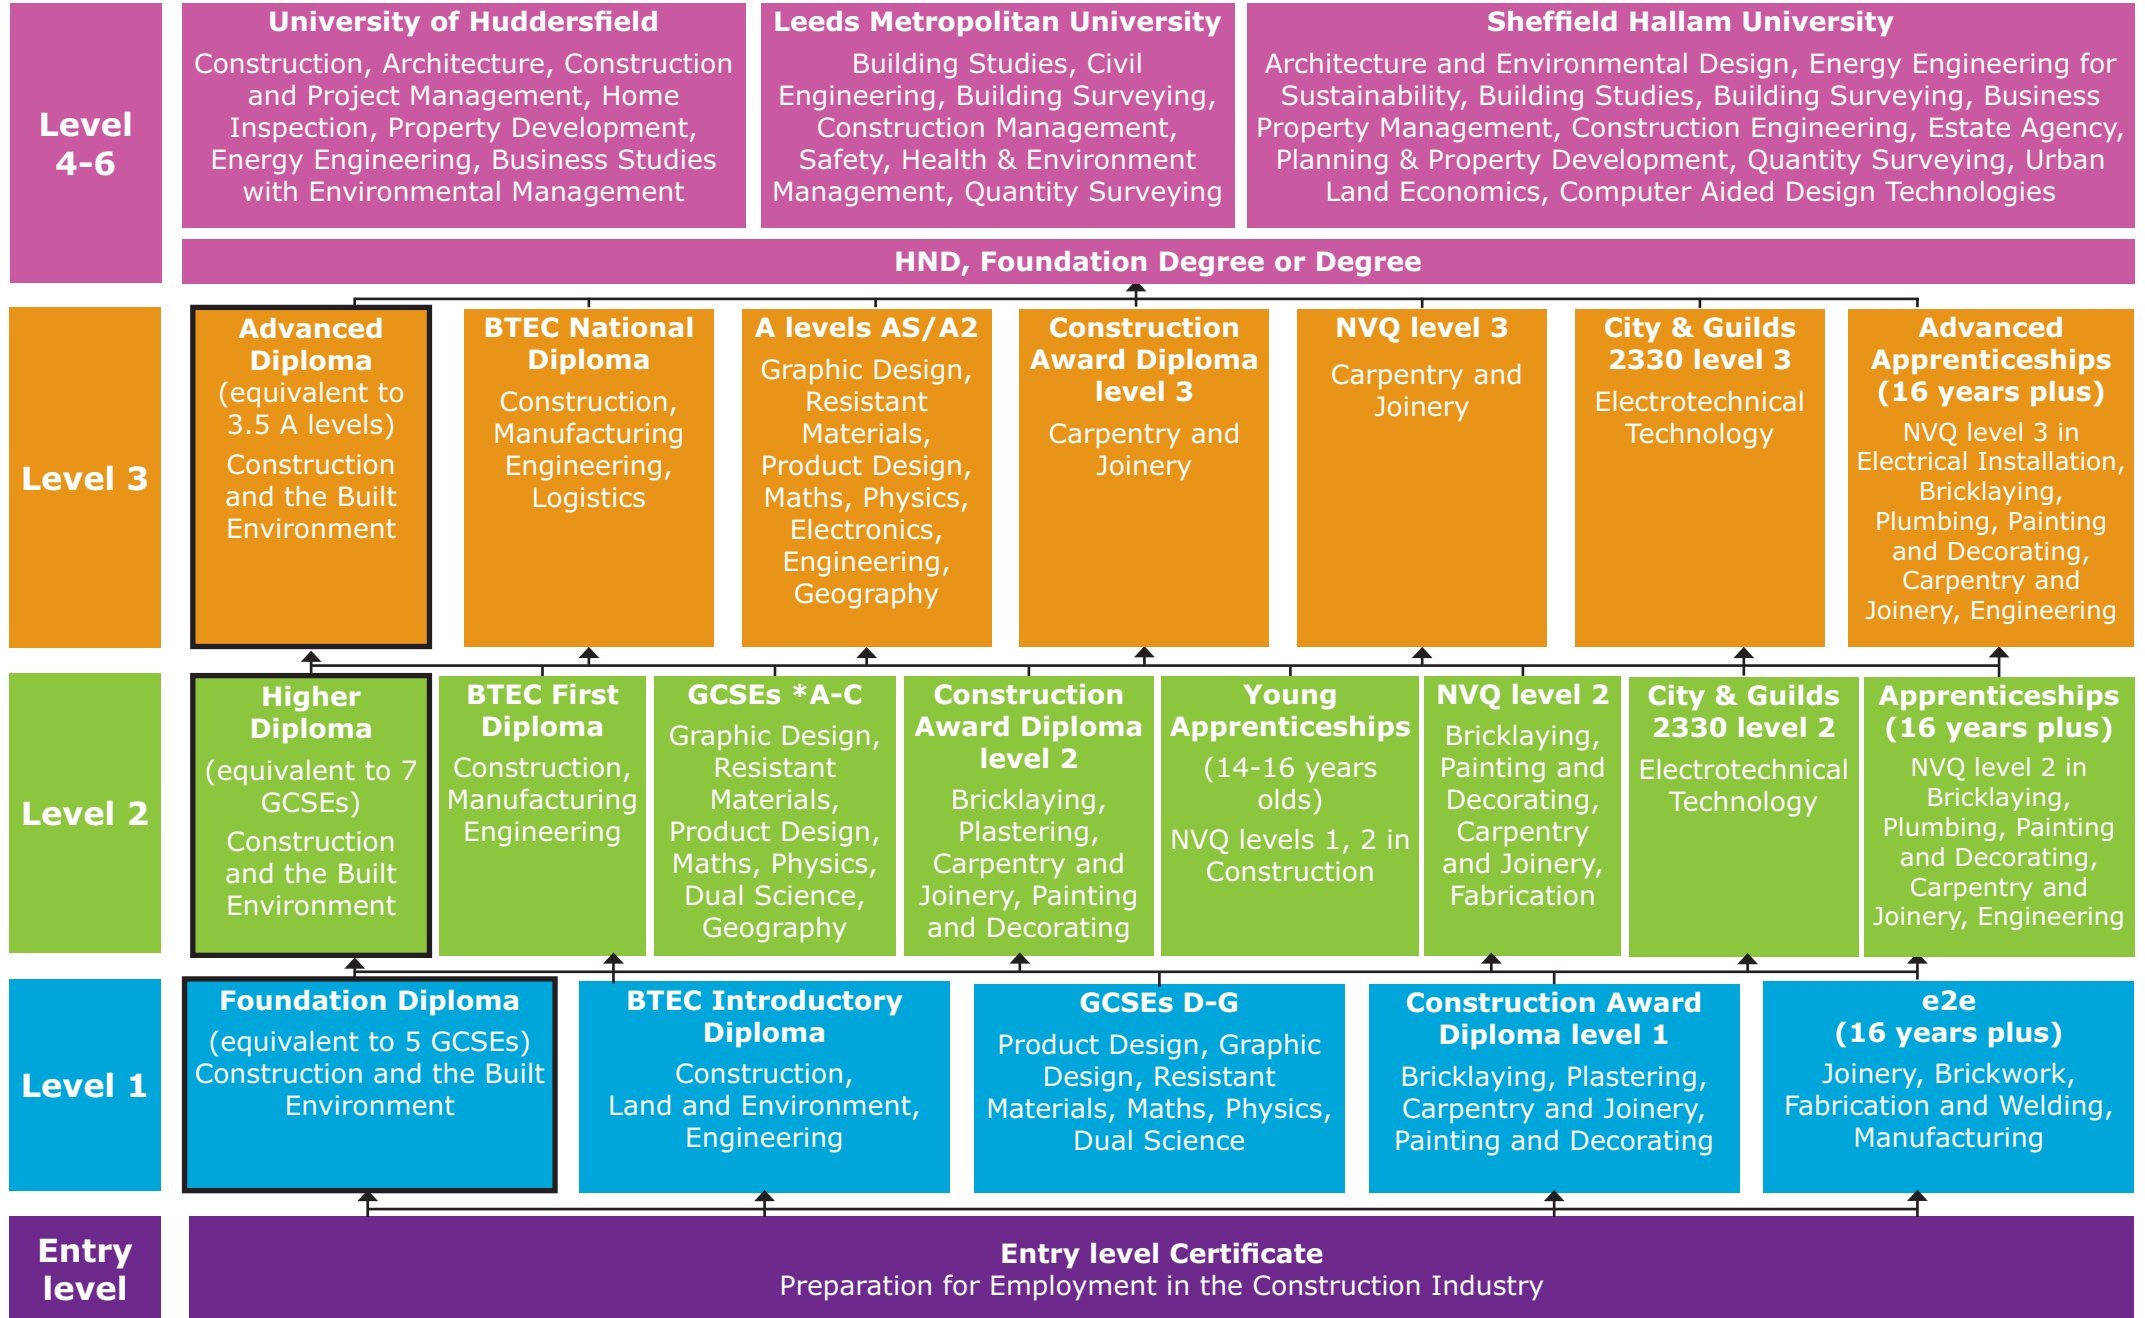 Level
4-6
University of Huddersfield
Construction, Architecture, Construction
and Project Management, Home
Inspection, Property Development,
Energy Engineering, Business Studies
with Environmental Management
Leeds Metropolitan University
Building Studies, Civil
Engineering, Building Surveying,
Construction Management,
Safety, Health & Environment
Management, Quantity Surveying
Sheffield Hallam University
Architecture and Environmental Design, Energy Engineering for
Sustainability, Building Studies, Building Surveying, Business
Property Management, Construction Engineering, Estate Agency,
Planning & Property Development, Quantity Surveying, Urban
Land Economics, Computer Aided Design Technologies
HND, Foundation Degree or Degree
Level 3
Advanced
Diploma
(equivalent to
3.5 A levels)
Construction
and the Built
Environment
BTEC National
Diploma
Construction,
Manufacturing
Engineering,
Logistics
A levels AS/A2
Graphic Design,
Resistant
Materials,
Product Design,
Maths, Physics,
Electronics,
Engineering,
Geography
Construction
Award Diploma
level 3
Carpentry and
Joinery
NVQ level 3
Carpentry and
Joinery
City & Guilds
2330 level 3
Electrotechnical
Technology
Advanced
Apprenticeships
(16 years plus)
NVQ level 3 in
Electrical Installation,
Bricklaying,
Plumbing, Painting
and Decorating,
Carpentry and
Joinery, Engineering
Level 2
Higher
Diploma
(equivalent to 7
GCSEs)
Construction
and the Built
Environment
BTEC First
Diploma
Construction,
Manufacturing
Engineering
GCSEs *A-C
Graphic Design,
Resistant
Materials,
Product Design,
Maths, Physics,
Dual Science,
Geography
Construction
Award Diploma
level 2
Bricklaying,
Plastering,
Carpentry and
Joinery, Painting
and Decorating
Young
Apprenticeships
(14-16 years
olds)
NVQ levels 1, 2 in
Construction
NVQ level 2
Bricklaying,
Painting and
Decorating,
Carpentry
and Joinery,
Fabrication
City & Guilds
2330 level 2
Electrotechnical
Technology
Apprenticeships
(16 years plus)
NVQ level 2 in
Bricklaying,
Plumbing, Painting
and Decorating,
Carpentry and
Joinery, Engineering
Level 1
Foundation Diploma
(equivalent to 5 GCSEs)
Construction and the Built
Environment
BTEC Introductory
Diploma
Construction,
Land and Environment,
Engineering
GCSEs D-G
Product Design, Graphic
Design, Resistant
Materials, Maths, Physics,
Dual Science
Construction Award
Diploma level 1
Bricklaying, Plastering,
Carpentry and Joinery,
Painting and Decorating
e2e
(16 years plus)
Joinery, Brickwork,
Fabrication and Welding,
Manufacturing
Entry
level
Entry level Certificate
Preparation for Employment in the Construction Industry